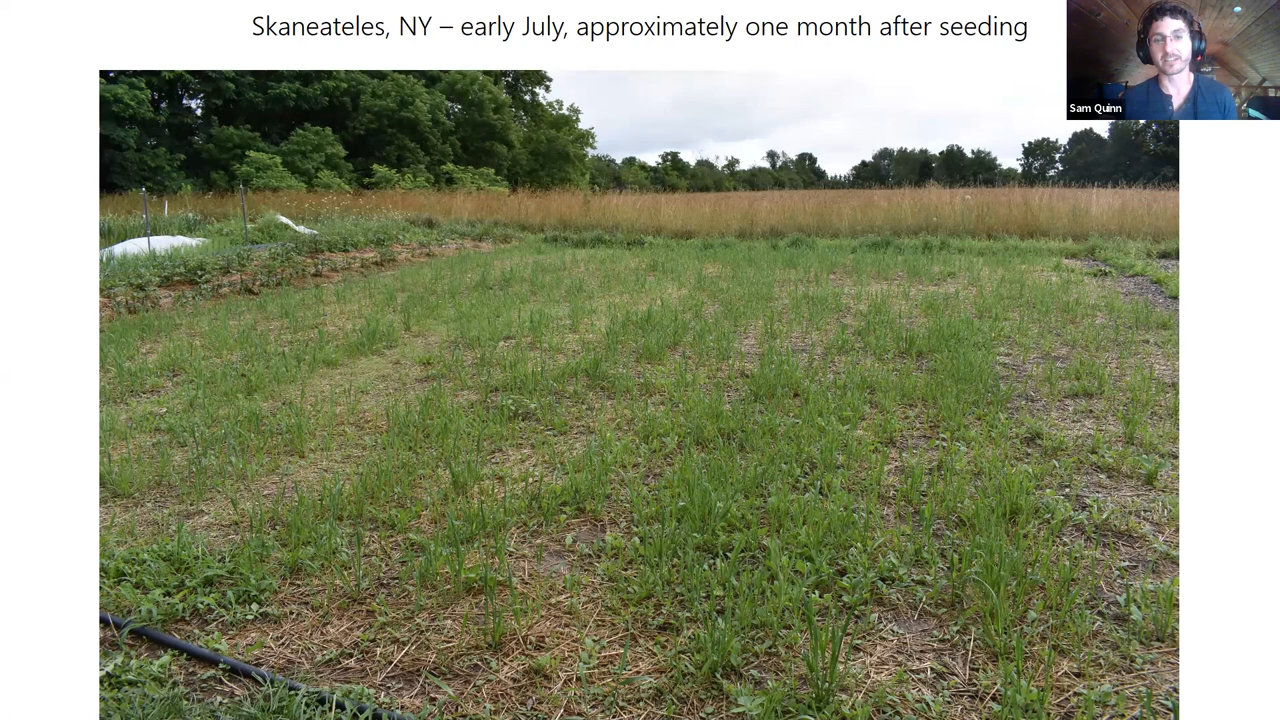 Skaneateles, NY – early July, approximately one month after seeding
Sam Quinn